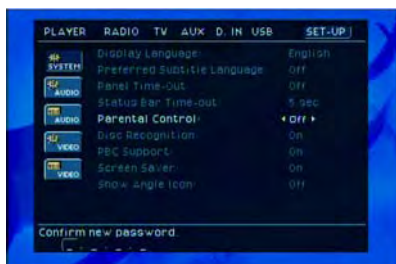 PLAYER RADIO TV AUX D. IN USB SET-UP
SYSTEM
AUDIO
AUDIO
VIDEO
VIDEO
Display Language: English
Preferred Subtitle Language: Off
Panel Time-Out: Off
Status Bar Time-out: 5 sec
Parental Control: Off
Disc Recognition: On
PBC Support: On
Screen Saver: On
Show Angle Icon: Off
Confirm new password.